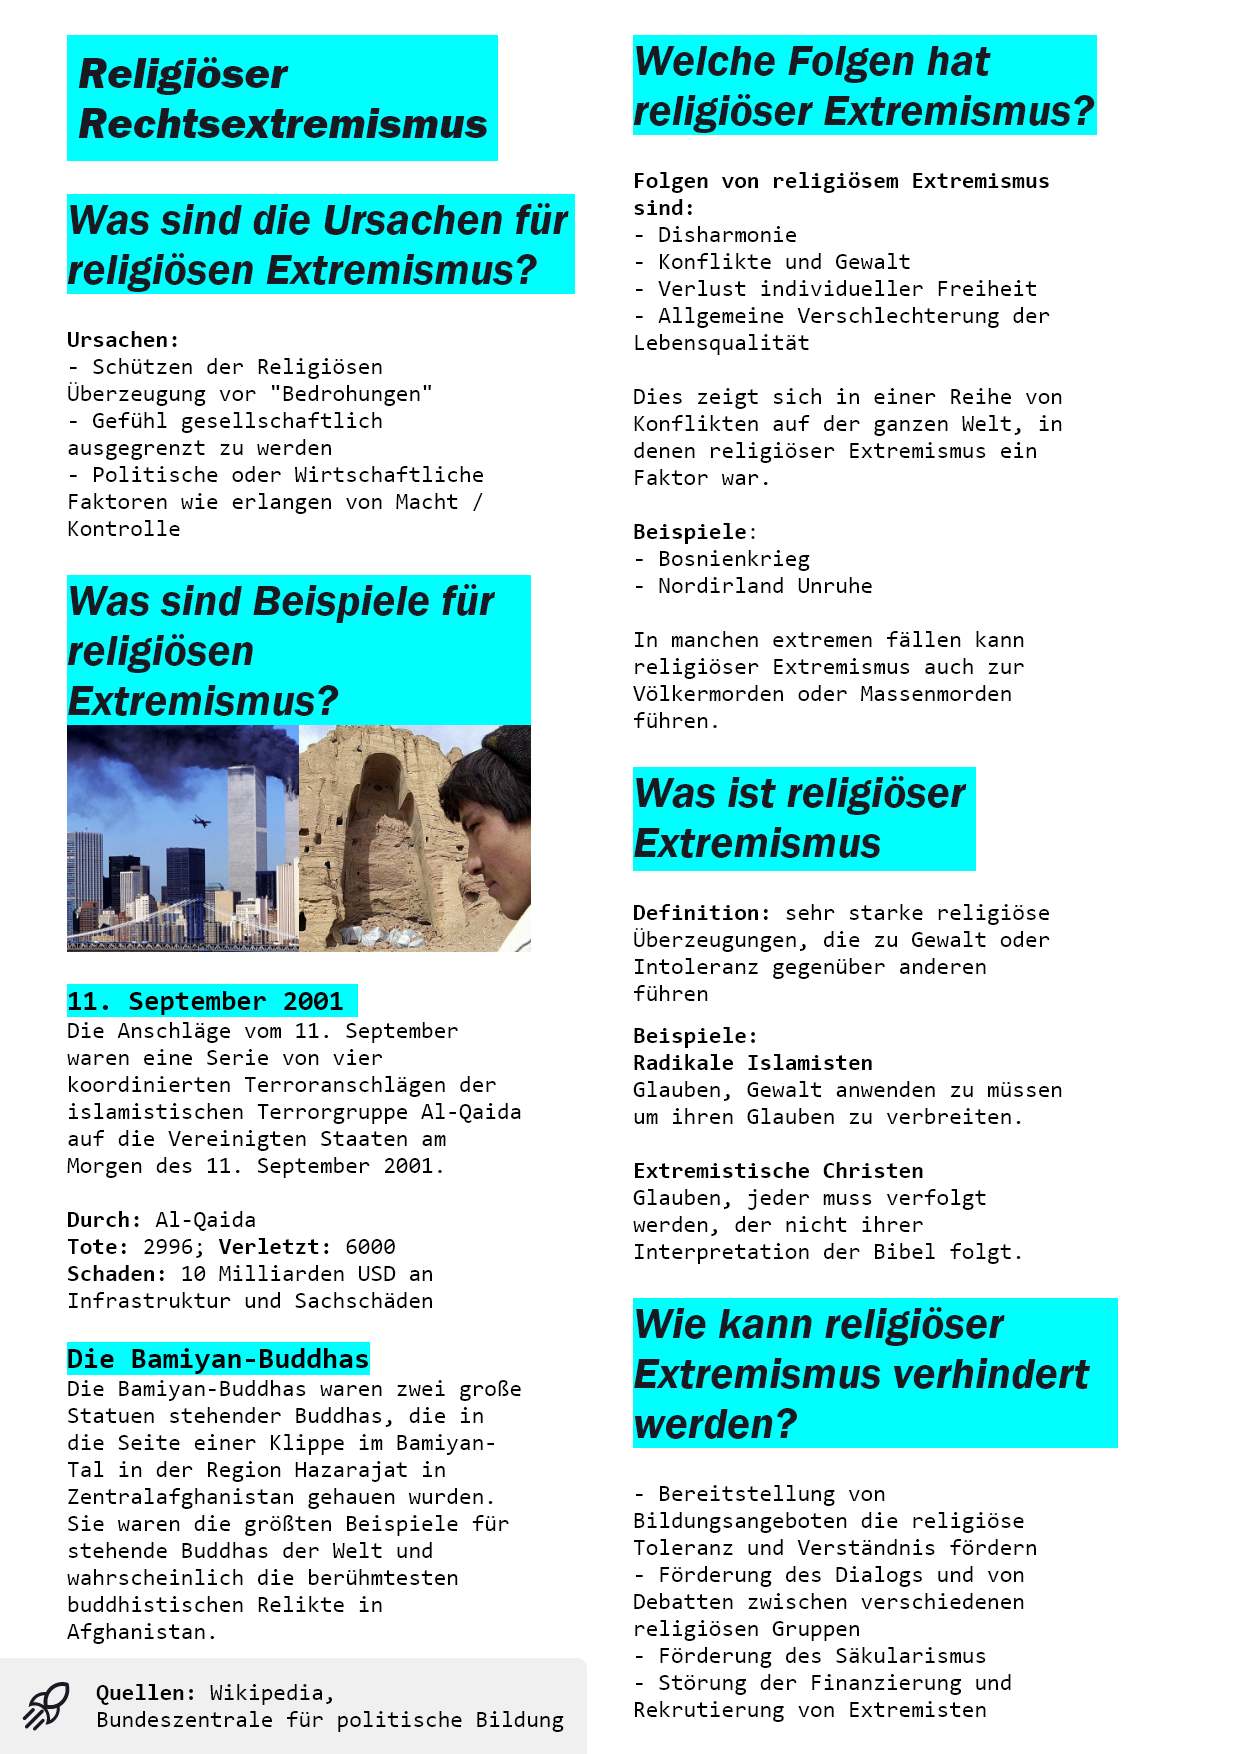 Religiöser
Rechtsextremismus
Was sind die Ursachen für
religiösen Extremismus?
Ursachen:
- Schützen der Religiösen
Überzeugung vor "Bedrohungen"
- Gefühl gesellschaftlich
ausgegrenzt zu werden
- Politische oder Wirtschaftliche
Faktoren wie erlangen von Macht /
Kontrolle
Was sind Beispiele für
religiösen
Extremismus?
11. September 2001
Die Anschläge vom 11. September
waren eine Serie von vier
koordinierten Terroranschlägen der
islamistischen Terrorgruppe Al-Qaida
auf die Vereinigten Staaten am
Morgen des 11. September 2001.
Durch: Al-Qaida
Tote: 2996; Verletzt: 6000
Schaden: 10 Milliarden USD an
Infrastruktur und Sachschäden
Die Bamiyan-Buddhas
Die Bamiyan-Buddhas waren zwei große
Statuen stehender Buddhas, die in
die Seite einer Klippe im Bamiyan-
Tal in der Region Hazarajat in
Zentralafghanistan gehauen wurden.
Sie waren die größten Beispiele für
stehende Buddhas der Welt und
wahrscheinlich die berühmtesten
buddhistischen Relikte in
Afghanistan.
Quellen: Wikipedia,
Bundeszentrale für politische Bildung
Welche Folgen hat
religiöser Extremismus?
Folgen von religiösem Extremismus
sind:
- Disharmonie
- Konflikte und Gewalt
- Verlust individueller Freiheit
- Allgemeine Verschlechterung der
Lebensqualität
Dies zeigt sich in einer Reihe von
Konflikten auf der ganzen Welt, in
denen religiöser Extremismus ein
Faktor war.
Beispiele:
- Bosnienkrieg
- Nordirland Unruhe
In manchen extremen fällen kann
religiöser Extremismus auch zur
Völkermorden oder Massenmorden
führen.
Was ist religiöser
Extremismus
Definition: sehr starke religiöse
Überzeugungen, die zu Gewalt oder
Intoleranz gegenüber anderen
führen
Beispiele:
Radikale Islamisten
Glauben, Gewalt anwenden zu müssen
um ihren Glauben zu verbreiten.
Extremistische Christen
Glauben, jeder muss verfolgt
werden, der nicht ihrer
Interpretation der Bibel folgt.
Wie kann religiöser
Extremismus verhindert
werden?
- Bereitstellung von
Bildungsangeboten die religiöse
Toleranz und Verständnis fördern
- Förderung des Dialogs und von
Debatten zwischen verschiedenen
religiösen Gruppen
- Förderung des Säkularismus
- Störung der Finanzierung und
Rekrutierung von Extremisten